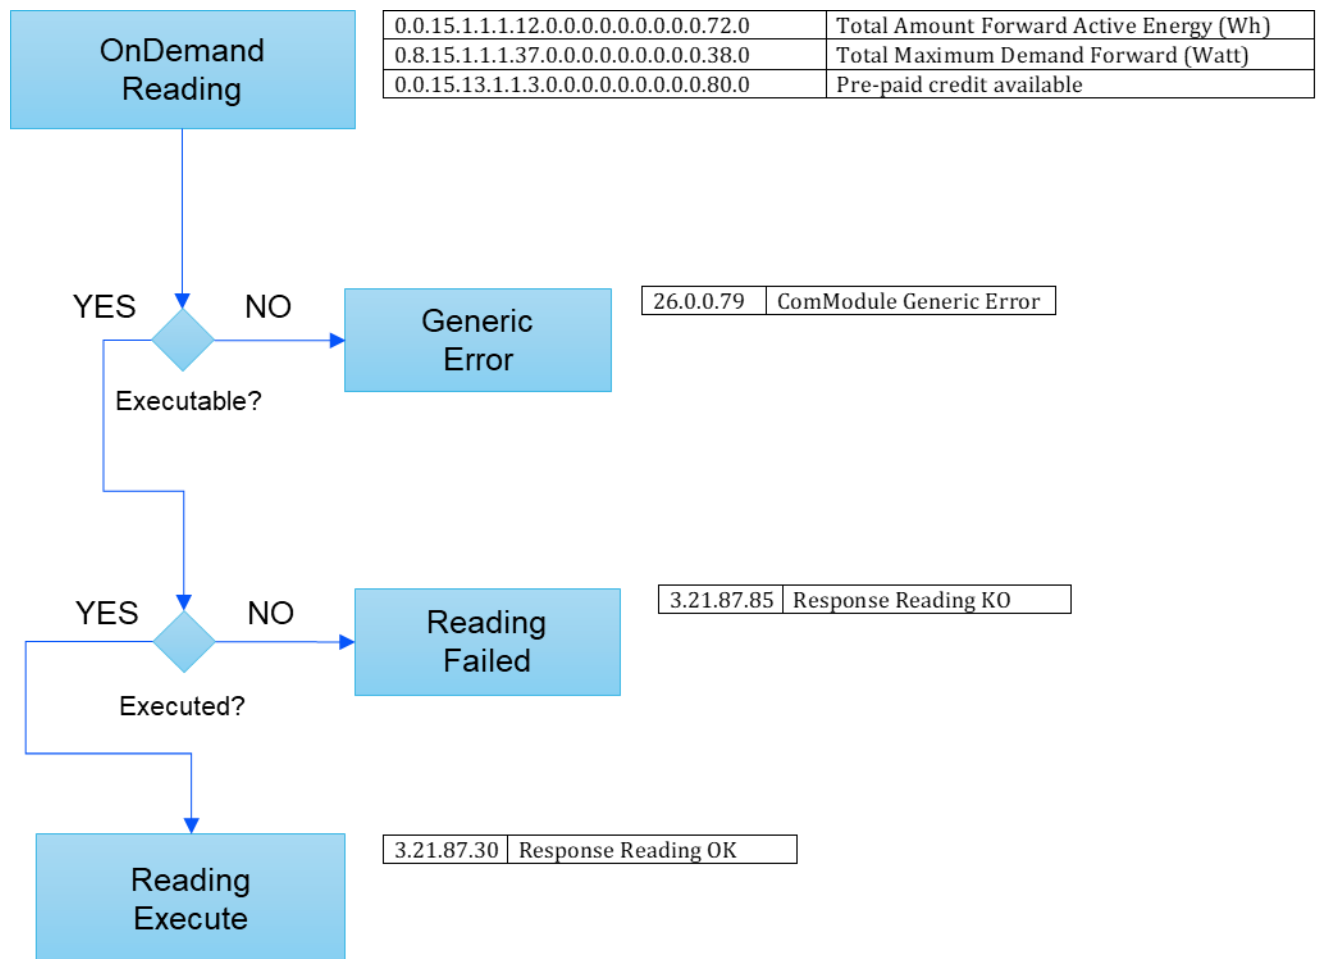 OnDemand
Reading
0.0.15.1.1.1.12.0.0.0.0.0.0.0.0.0.72.0 Total Amount Forward Active Energy (Wh)
0.8.15.1.1.1.37.0.0.0.0.0.0.0.0.0.38.0 Total Maximum Demand Forward (Watt)
0.0.15.13.1.1.3.0.0.0.0.0.0.0.0.0.80.0 Pre-paid credit available
YES NO
Generic
Error
26.0.0.79 ComModule Generic Error
Executable?
YES NO
Reading
Failed
3.21.87.85 Response Reading KO
Executed?
Reading
Execute
3.21.87.30 Response Reading OK